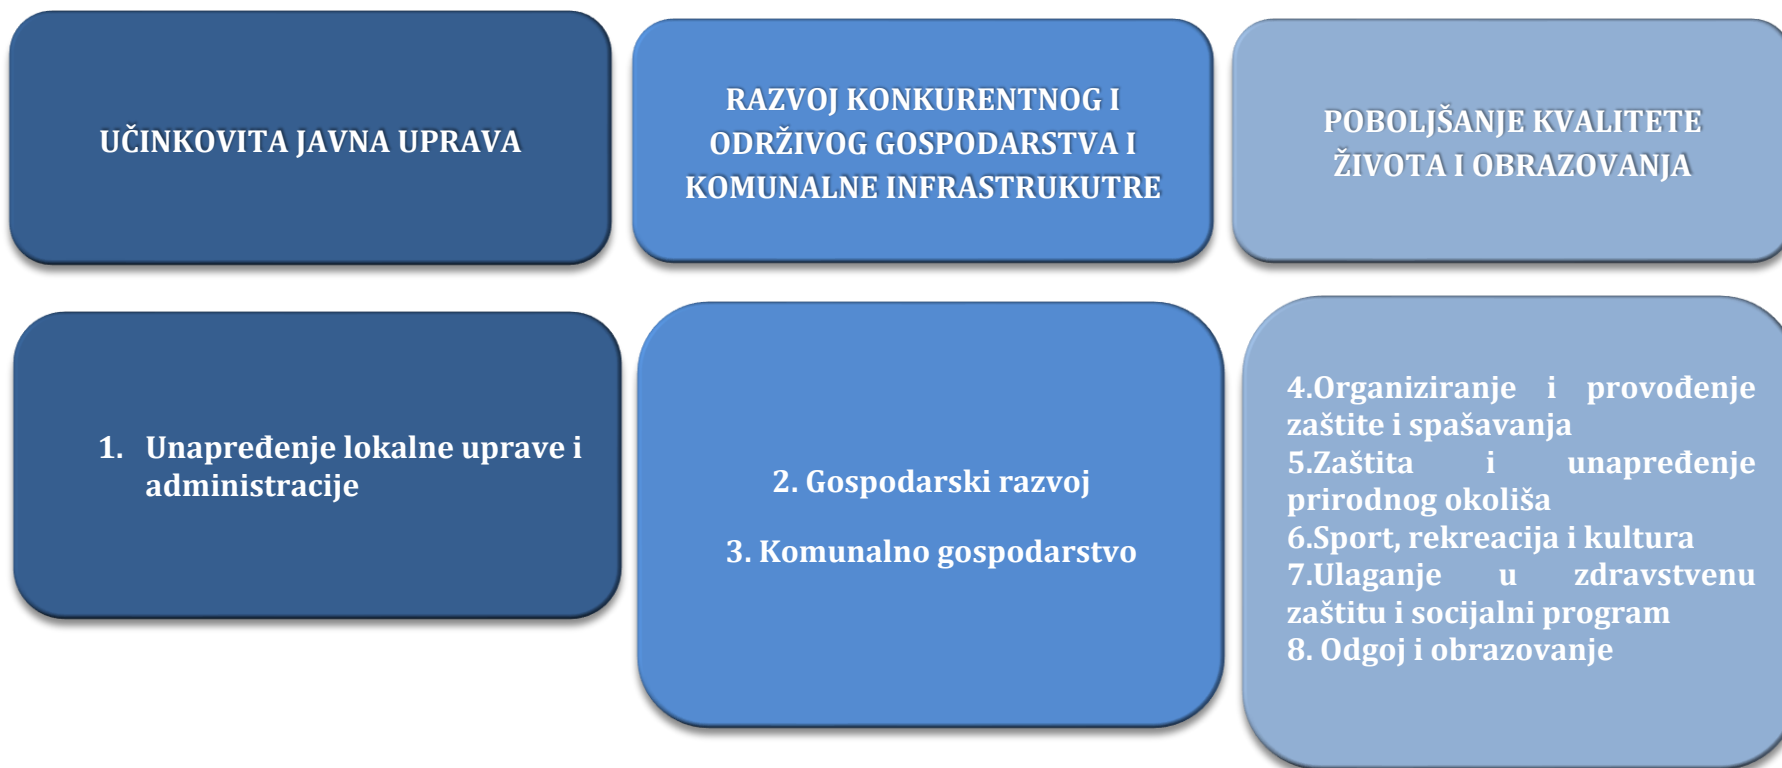 UČINKOVITA JAVNA UPRAVA
RAZVOJ KONKURENTNOG I
ODRŽIVOG GOSPODARSTVA I
KOMUNALNE INFRASTRUKUTRE
POBOLJŠANJE KVALITETE
ŽIVOTA I OBRAZOVANJA
1. Unapređenje lokalne uprave i
administracije
2. Gospodarski razvoj
3. Komunalno gospodarstvo
4.Organiziranje i provođenje
zaštite i spašavanja
5.Zaštita i unapređenje
prirodnog okoliša
6.Sport, rekreacija i kultura
7.Ulaganje u zdravstvenu
zaštitu i socijalni program
8. Odgoj i obrazovanje